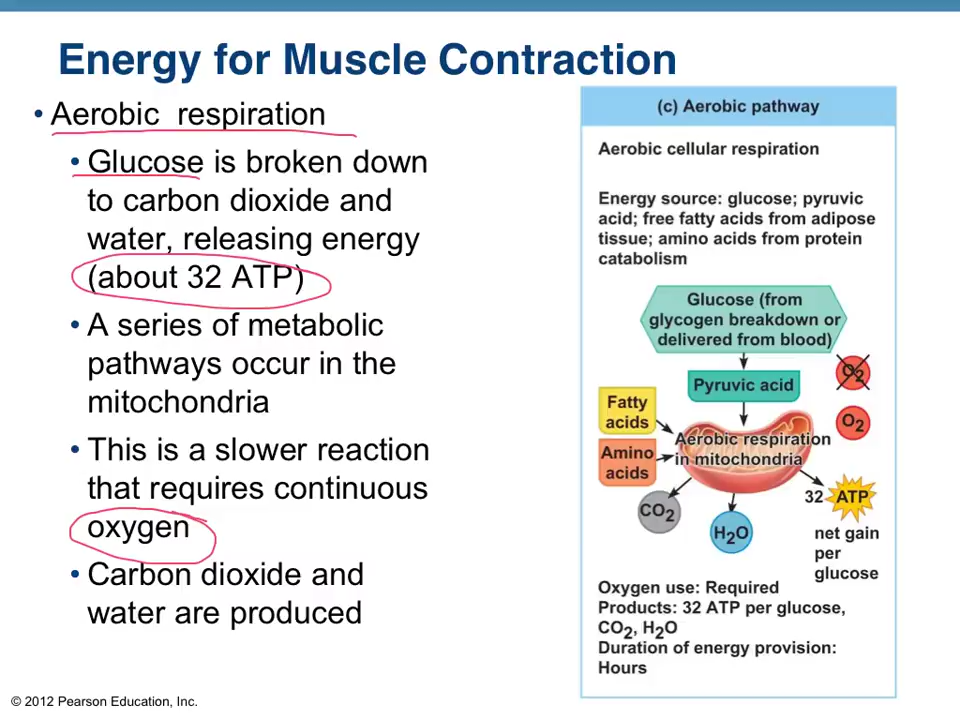 Energy for Muscle Contraction
• Aerobic respiration
• Glucose is broken down
to carbon dioxide and
water, releasing energy
(about 32 ATP)
• A series of metabolic
pathways occur in the
mitochondria
• This is a slower reaction
that requires continuous
oxygen
• Carbon dioxide and
water are produced
(c) Aerobic pathway
Aerobic cellular respiration
Energy source: glucose; pyruvic
acid; free fatty acids from adipose
tissue; amino acids from protein
catabolism
Glucose (from
glycogen breakdown or
delivered from blood)
O₂
Pyruvic acid
Fatty
acids
O₂
Aerobic respiration
in mitochondria
Amino
acids
32 ATP
CO₂
H₂O
net gain
per
glucose
Oxygen use: Required
Products: 32 ATP per glucose,
CO₂, H₂O
Duration of energy provision:
Hours
© 2012 Pearson Education, Inc.